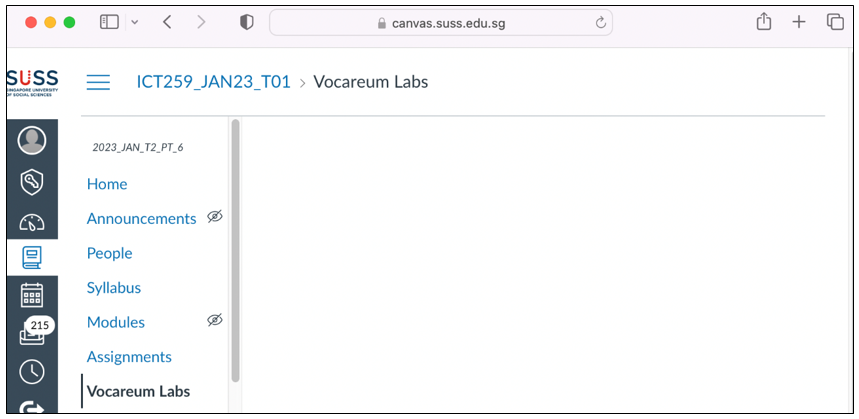 canvas.suss.edu.sg
SUSS
SINGAPORE UNIVERSITY
OF SOCIAL SCIENCES
ICT259_JAN23_T01 > Vocareum Labs
2023_JAN_T2_PT_6
Home
Announcements
People
Syllabus
Modules
215
Assignments
Vocareum Labs